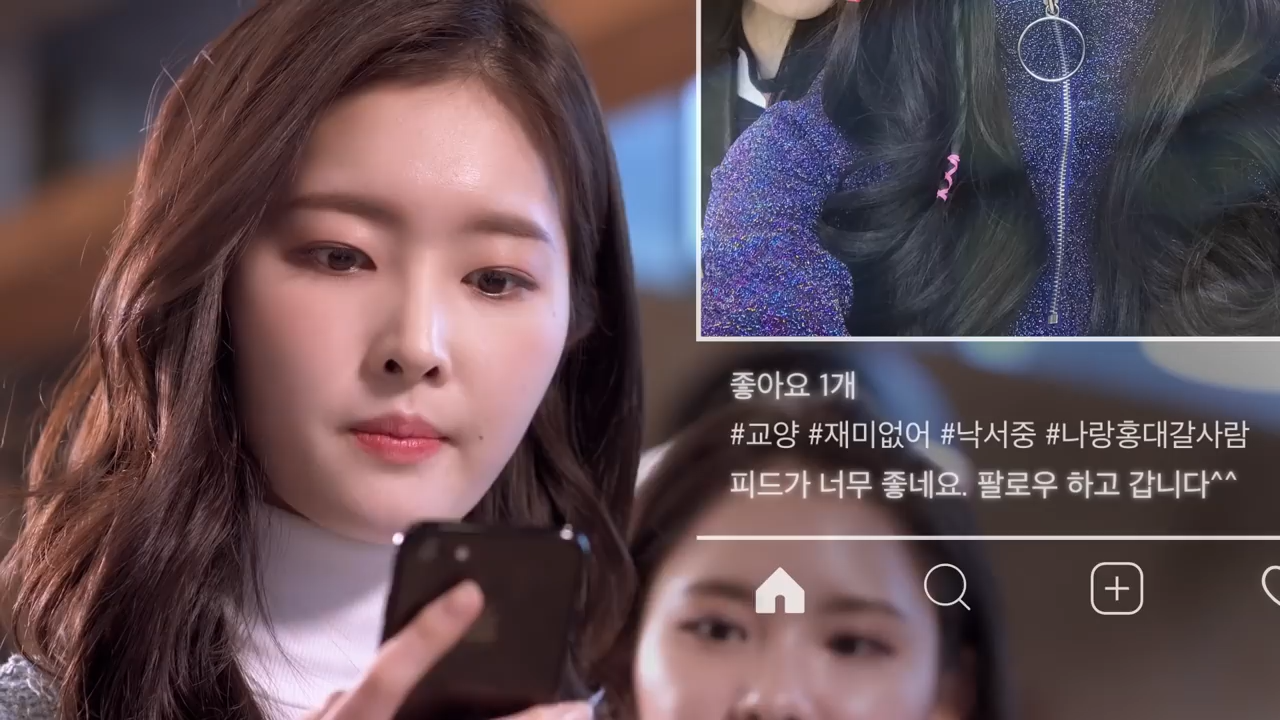 좋아요 1개
#교양 #재미없어 #낙서중 #나랑홍대갈사람
피드가 너무 좋네요. 팔로우 하고 갑니다^^